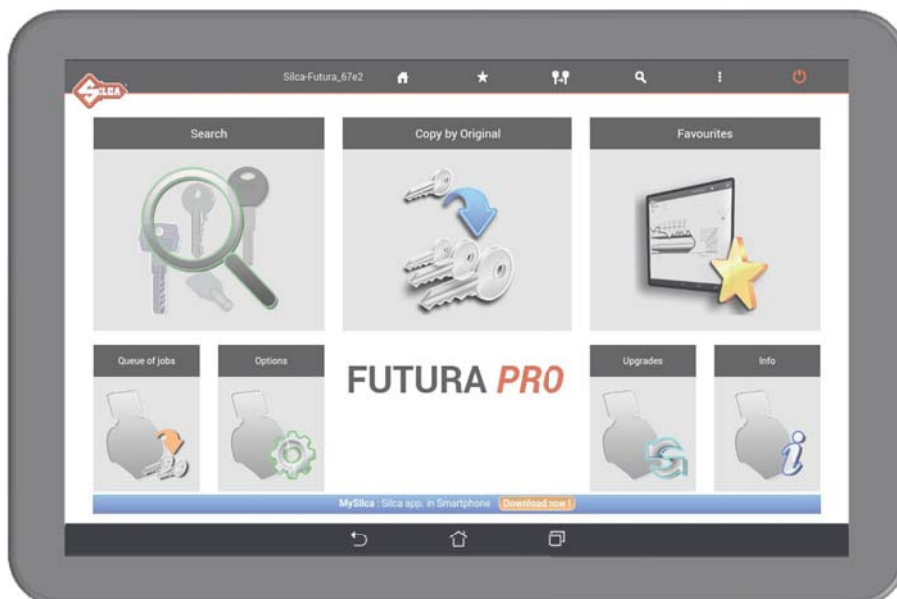 SILCA
Silca-Futura_67e2
Search
Copy by Original
Favourites
Queue of jobs
Options
FUTURA PRO
Upgrades
Info
MySilca : Silca app. in Smartphone Download now !